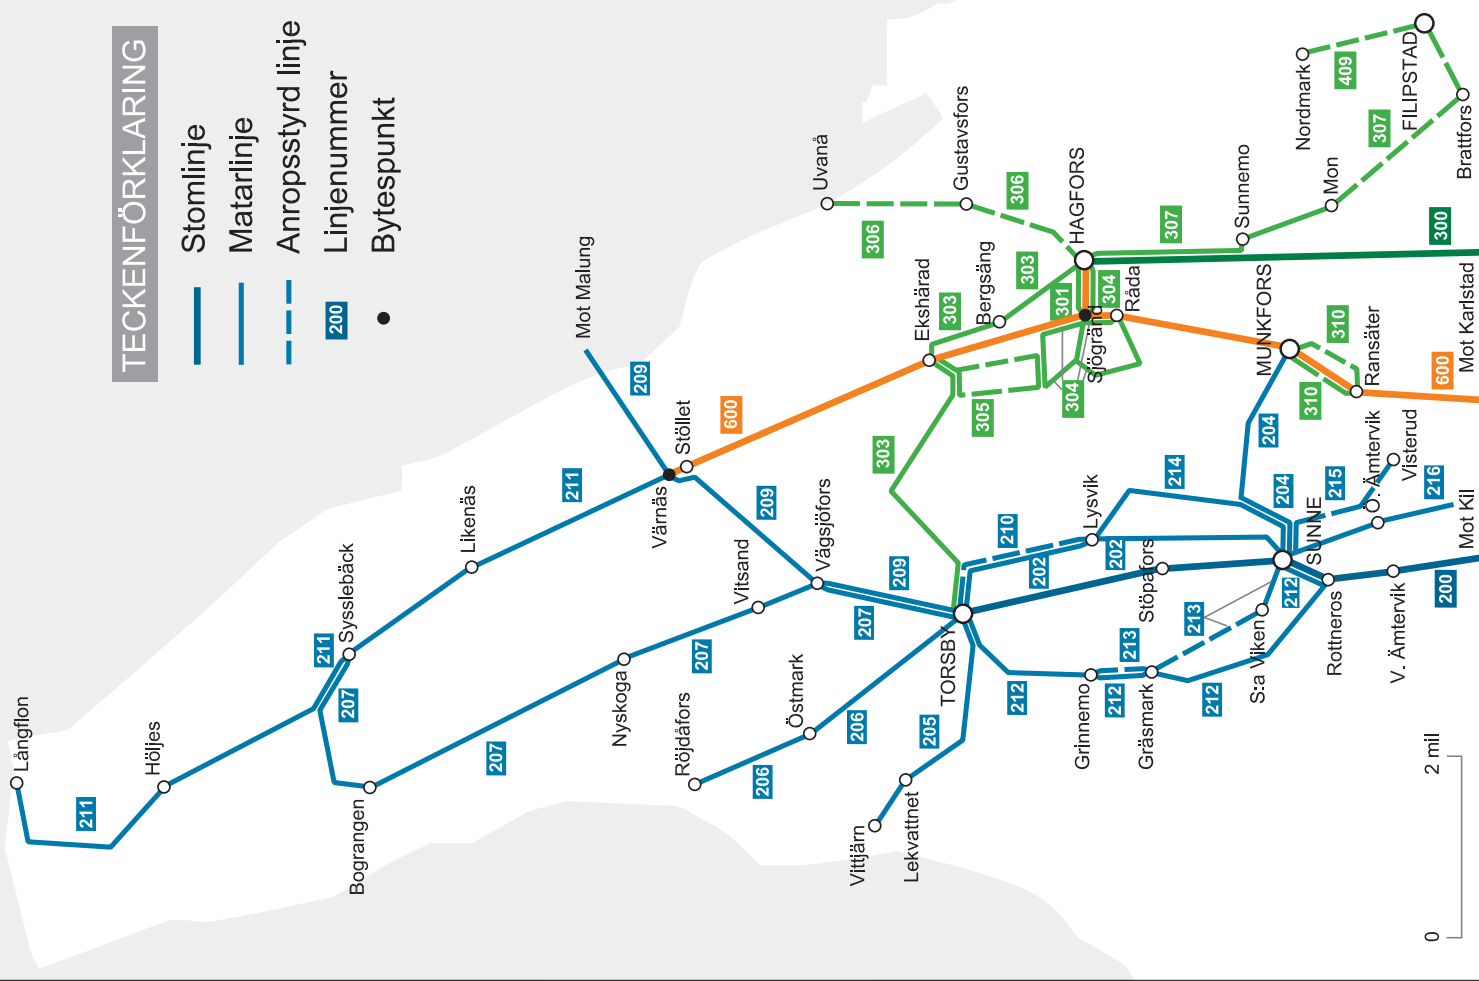 TECKENFÖRKLARING
Stomlinje
Matarlinje
Anropsstyrd linje
200
Linjenummer
Bytespunkt
Långflon
211
Höljes
211
Sysslebäck
207
Bograngen
Likenäs
211
207
Nyskoga
207
Vitsand
Mot Malung
209
Värnäs
Stöllet
600
209
Vägsjöfors
209
207
Röjdåfors
206
Östmark
206
Vittjärn
Lekvattnet
205
TORSBY
Uvanå
306
Gustavsfors
306
HAGFORS
Ekshärad
303
Bergsäng
303
301
304
Sjögränd
Råda
303
305
304
307
Sunnemo
300
Mon
307
Nordmark
409
FILIPSTAD
Brattfors
MUNKFORS
310
310
Ransäter
600
Mot Karlstad
204
204
214
Lysvik
210
202
202
Stöpafors
SUNNE
215
Ö. Ämtervik
Visterud
216
Mot Kil
200
V. Ämtervik
Rottneros
212
213
S:a Viken
213
212
Grinnemo
212
Gräsmark
212
0
2 mil